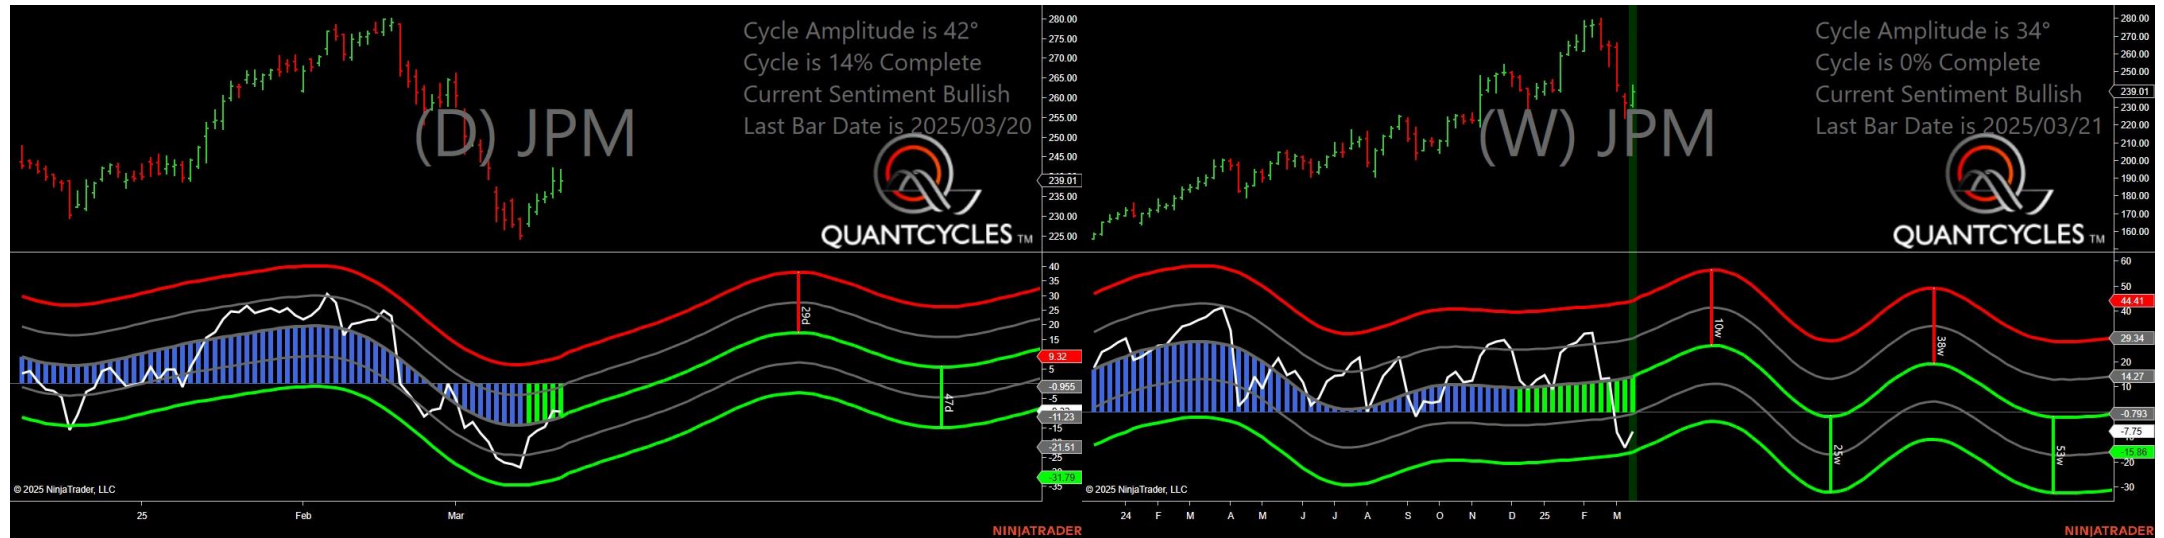 Cycle Amplitude is 42°
Cycle is 14% Complete
Current Sentiment Bullish
Last Bar Date is 2025/03/20
(D) JPM
QUANTCYCLES TM
280.00
275.00
270.00
265.00
260.00
255.00
250.00
245.00
239.01
235.00
230.00
225.00
40
35
30
25
20
15
9.32
5
-0.955
-5
-11.23
-15
-21.51
-25
-31.79
-35
29d
47d
© 2025 NinjaTrader, LLC
25 Feb Mar
NINJATRADER
Cycle Amplitude is 34°
Cycle is 0% Complete
Current Sentiment Bullish
Last Bar Date is 2025/03/21
(W) JPM
QUANTCYCLES TM
280.00
270.00
260.00
250.00
239.01
230.00
220.00
210.00
200.00
190.00
180.00
170.00
160.00
60
50
44.41
40
29.34
20
14.27
10
-0.793
-7.75
-15.86
-20
-30
10w
25w
38w
53w
© 2025 NinjaTrader, LLC
24 F M A M J J A S O N D 25 F M
NINJATRADER